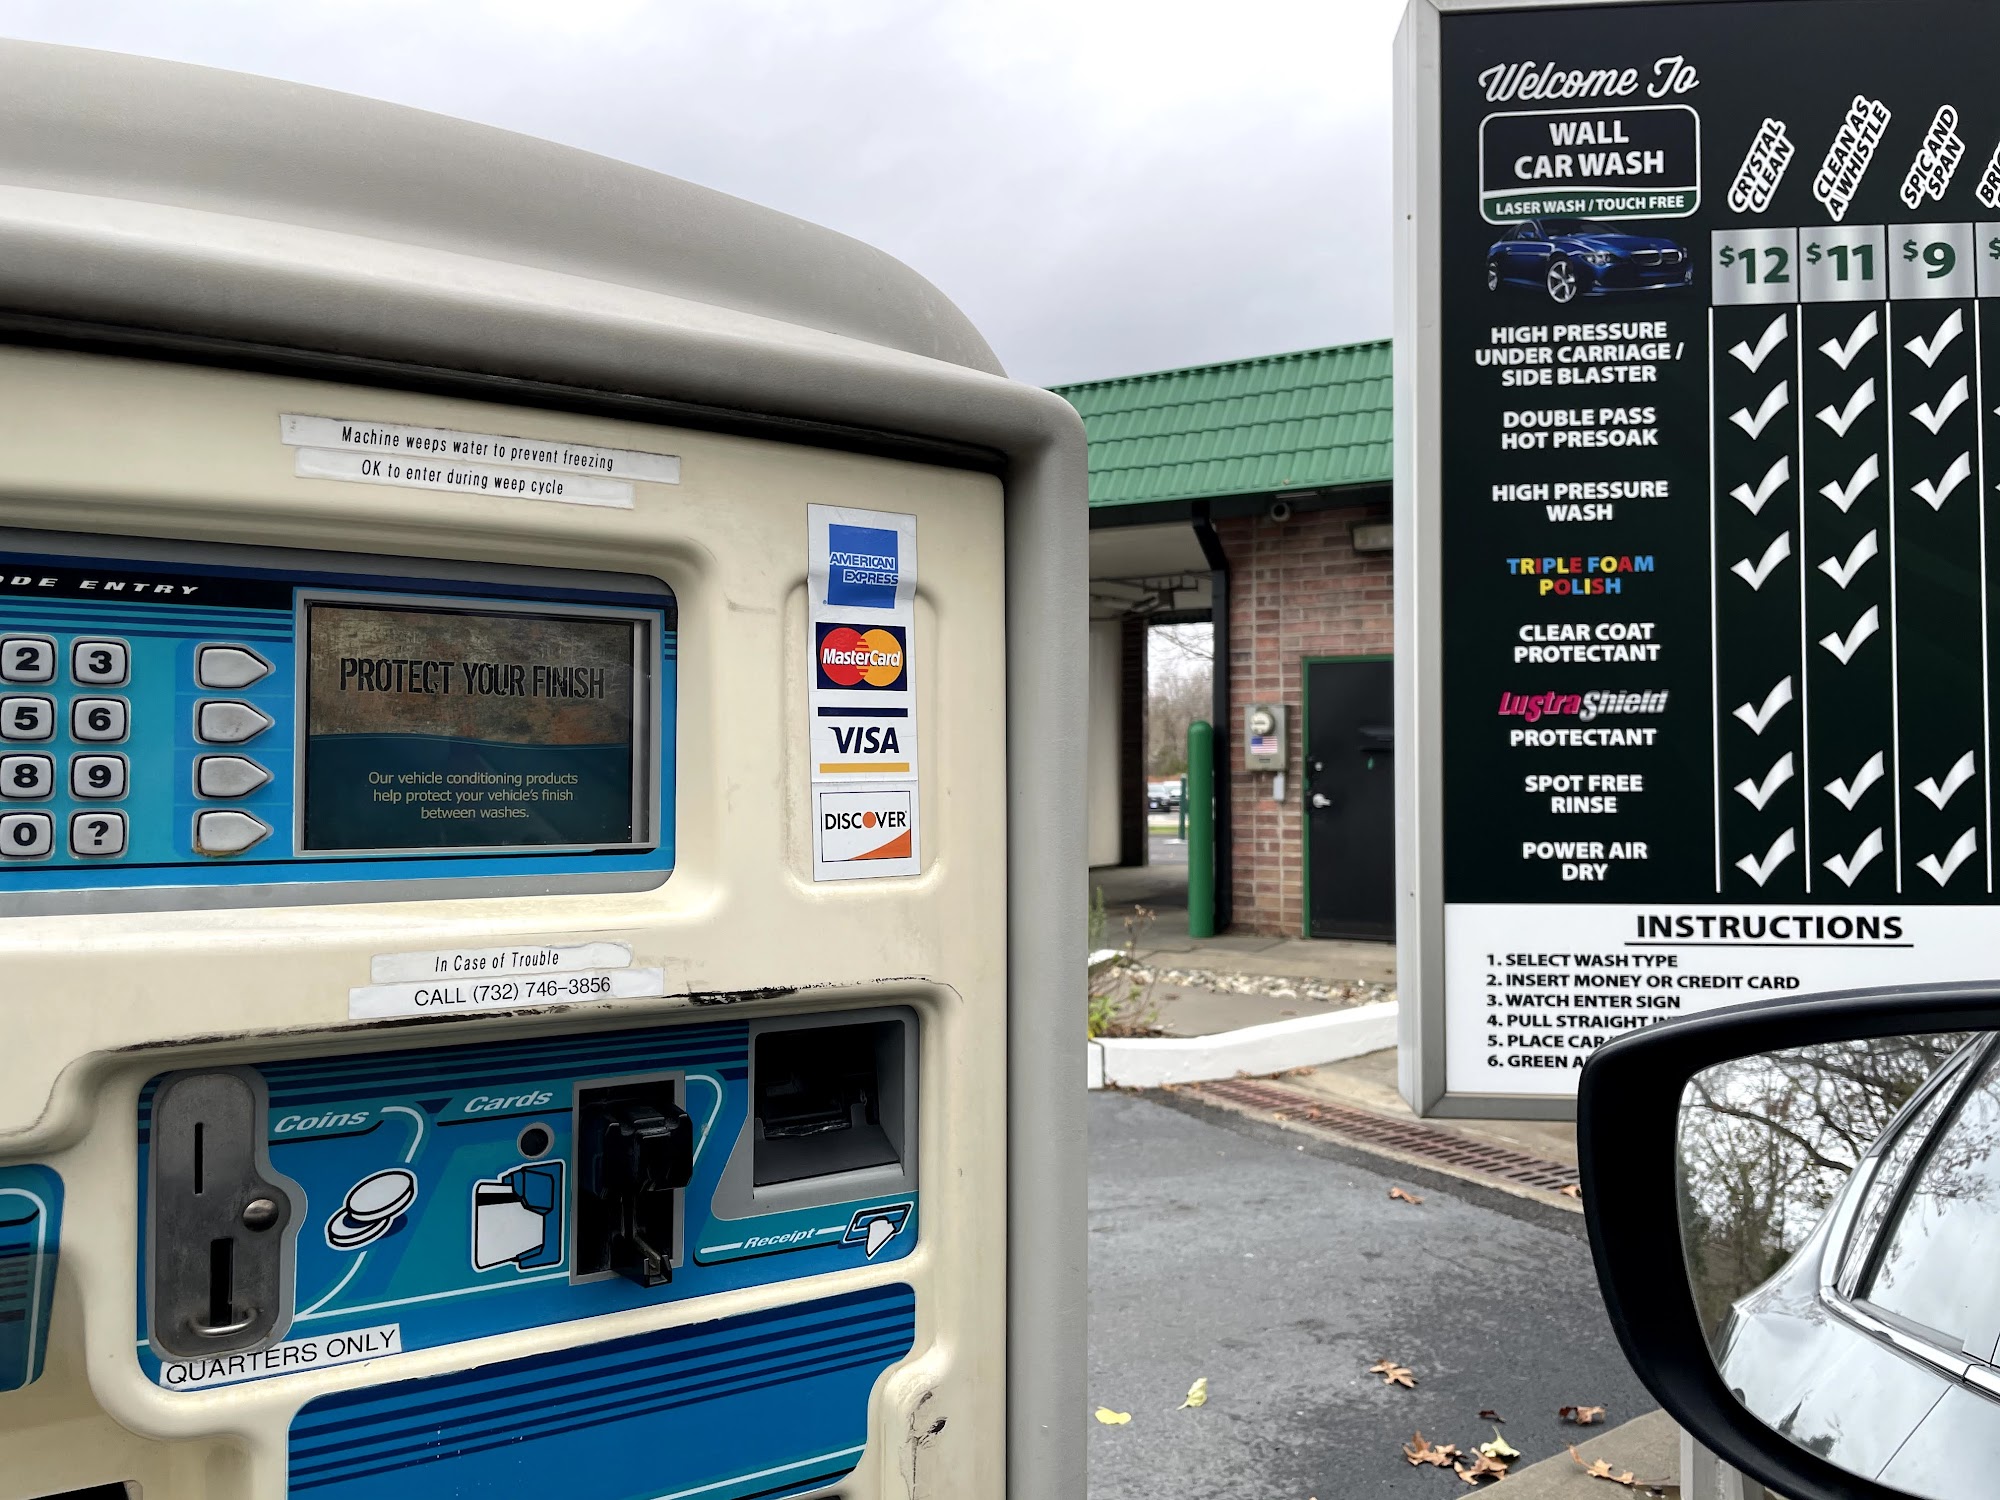 Machine weeps water to prevent freezing
OK to enter during weep cycle
ENTRY
2 3
5 6
8 9
0 ?
PROTECT YOUR FINISH
Our vehicle conditioning products
help protect your vehicle's finish
between washes.
AMERICAN
EXPRESS
MasterCard
VISA
DISCOVER
In Case of Trouble
CALL (732) 746-3856
Coins
Cards
Receipt
QUARTERS ONLY
Welcome To
WALL
CAR WASH
LASER WASH / TOUCH FREE
CRYSTAL
CLEAN
CLEAN AS
A WHISTLE
SPIC AND
SPAN
$12 $11 $9 $
HIGH PRESSURE
UNDER CARRIAGE /
SIDE BLASTER
DOUBLE PASS
HOT PRESOAK
HIGH PRESSURE
WASH
TRIPLE FOAM
POLISH
CLEAR COAT
PROTECTANT
LustraShield
PROTECTANT
SPOT FREE
RINSE
POWER AIR
DRY
INSTRUCTIONS
1. SELECT WASH TYPE
2. INSERT MONEY OR CREDIT CARD
3. WATCH ENTER SIGN
4. PULL STRAIGHT
5. PLACE CAR
6. GREEN